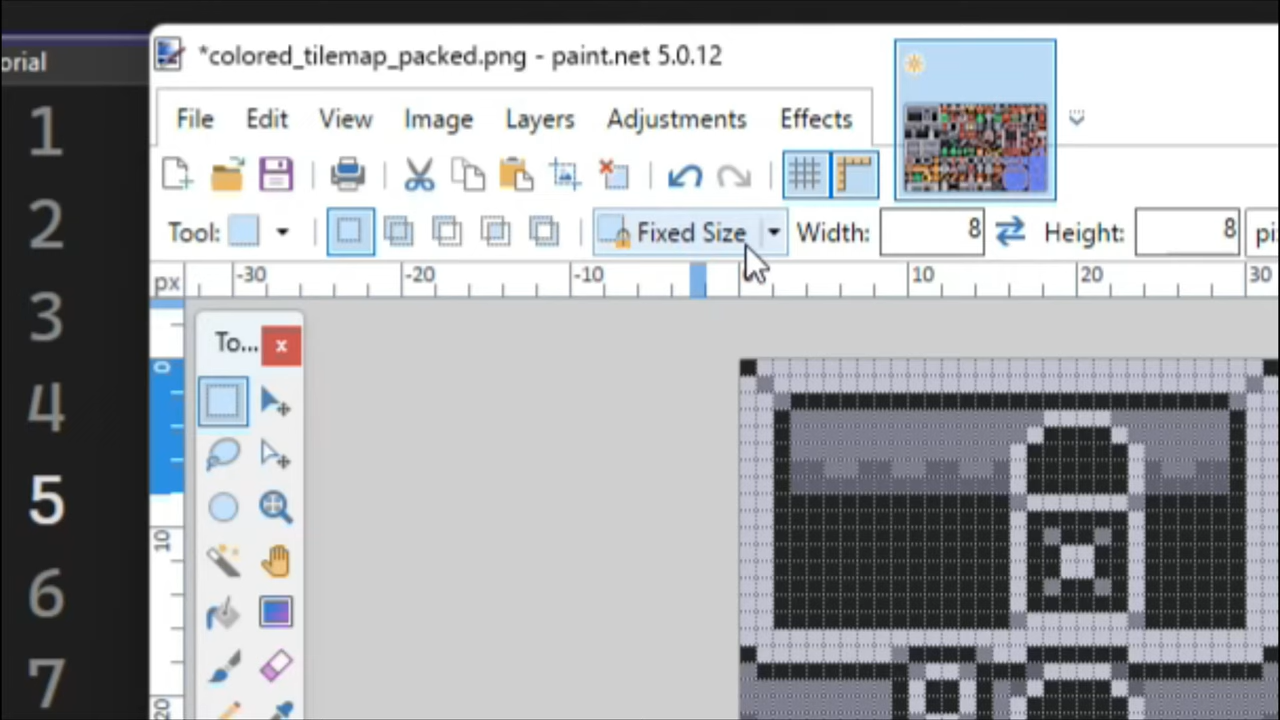 orial
*colored_tilemap_packed.png - paint.net 5.0.12
File Edit View Image Layers Adjustments Effects
Tool: Fixed Size Width: 8 Height: 8 pi
px -30 -20 -10 10 20 30
To... x
0
10
20
1
2
3
4
5
6
7